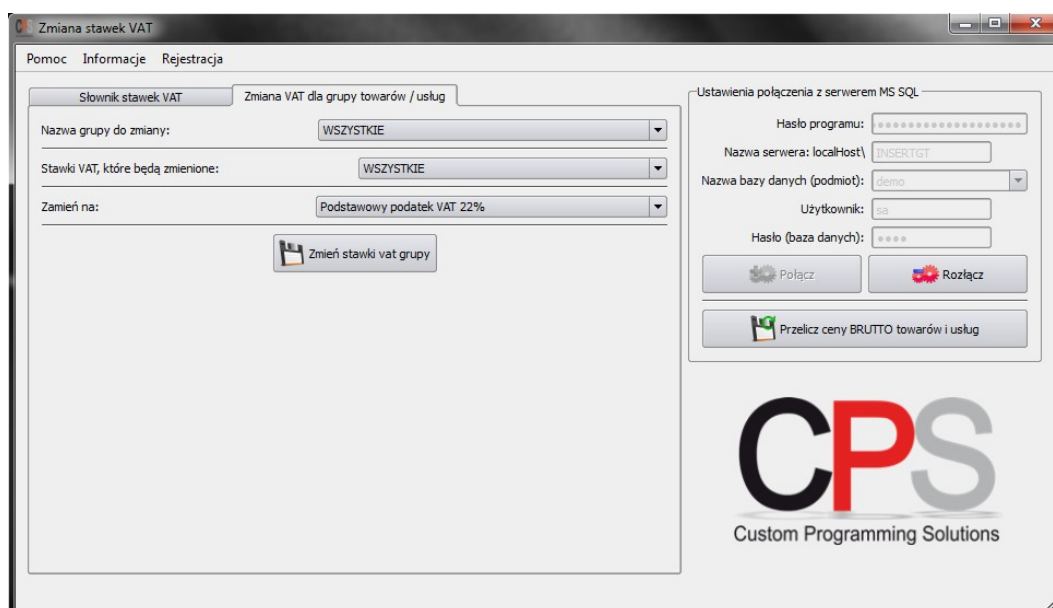 CPS Zmiana stawek VAT
Pomoc Informacje Rejestracja
Słownik stawek VAT
Zmiana VAT dla grupy towarów / usług
Nazwa grupy do zmiany: WSZYSTKIE
Stawki VAT, które będą zmienione: WSZYSTKIE
Zamień na: Podstawowy podatek VAT 22%
Zmień stawki vat grupy
Ustawienia połączenia z serwerem MS SQL
Hasło programu:
Nazwa serwera: localHost\ INSERTGT
Nazwa bazy danych (podmiot): demo
Użytkownik: sa
Hasło (baza danych):
Połącz
Rozłącz
Przelicz ceny BRUTTO towarów i usług
CPS
Custom Programming Solutions